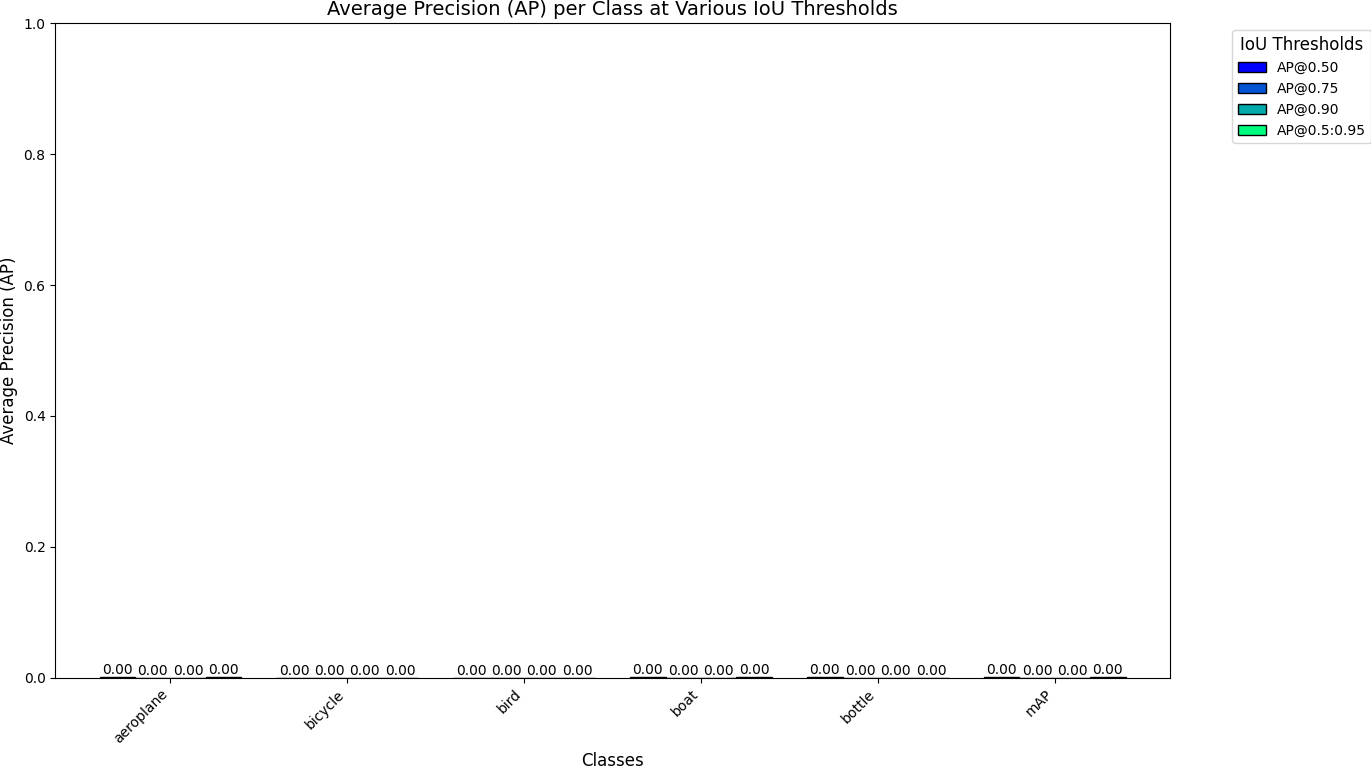 Average Precision (AP) per Class at Various IoU Thresholds
IoU Thresholds
AP@0.50
AP@0.75
AP@0.90
AP@0.5:0.95
Average Precision (AP)
1.0
0.8
0.6
0.4
0.2
0.0
0.00 0.00 0.00 0.00 0.00 0.00 0.00 0.00 0.00 0.00 0.00 0.00 0.00 0.00 0.00 0.00 0.00 0.00 0.00 0.00 0.00 0.00 0.00 0.00
aeroplane bicycle bird boat bottle mAP
Classes